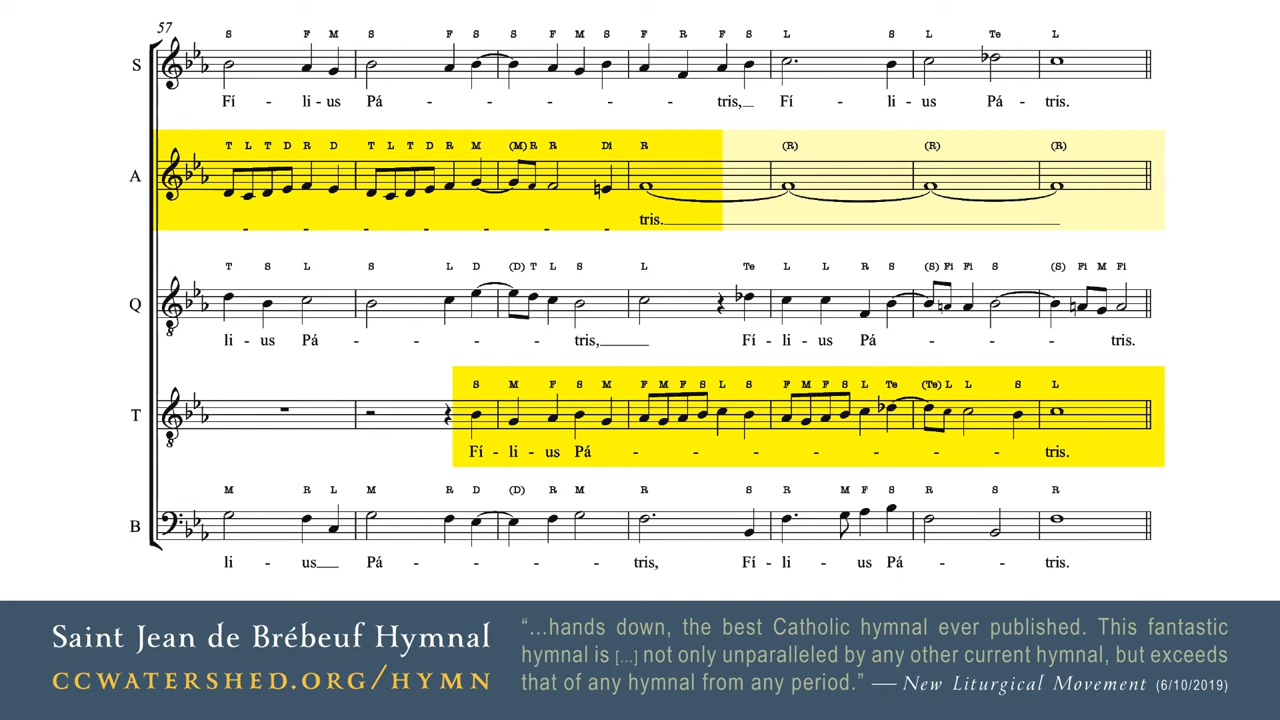 57
S F M S F S S F M S F R F S L S L Te L
S
Fí - li - us Pá - - - - - tris, Fí - li - us Pá - tris.
T L T D R D T L T D R M (M) R R Di R (R) (R) (R)
A
- - - - - - - tris.
T S L S L D (D) T L S L Te L L R S (S) Fi Fi S (S) Fi M Fi
Q
8
li - us Pá - - - - tris, Fí - li - us Pá - - - tris.
S M F S M F M F S L S F M F S L Te (Te) L L S L
T
8
Fí - li - us Pá - - - - - - tris.
M R L M R D (D) R M R S R M F S R S R
B
li - us Pá - - - - tris, Fí - li - us Pá - - tris.
Saint Jean de Brébeuf Hymnal
CCWATERSHED.ORG/HYMN
“…hands down, the best Catholic hymnal ever published. This fantastic
hymnal is [...] not only unparalleled by any other current hymnal, but exceeds
that of any hymnal from any period.” — New Liturgical Movement (6/10/2019)